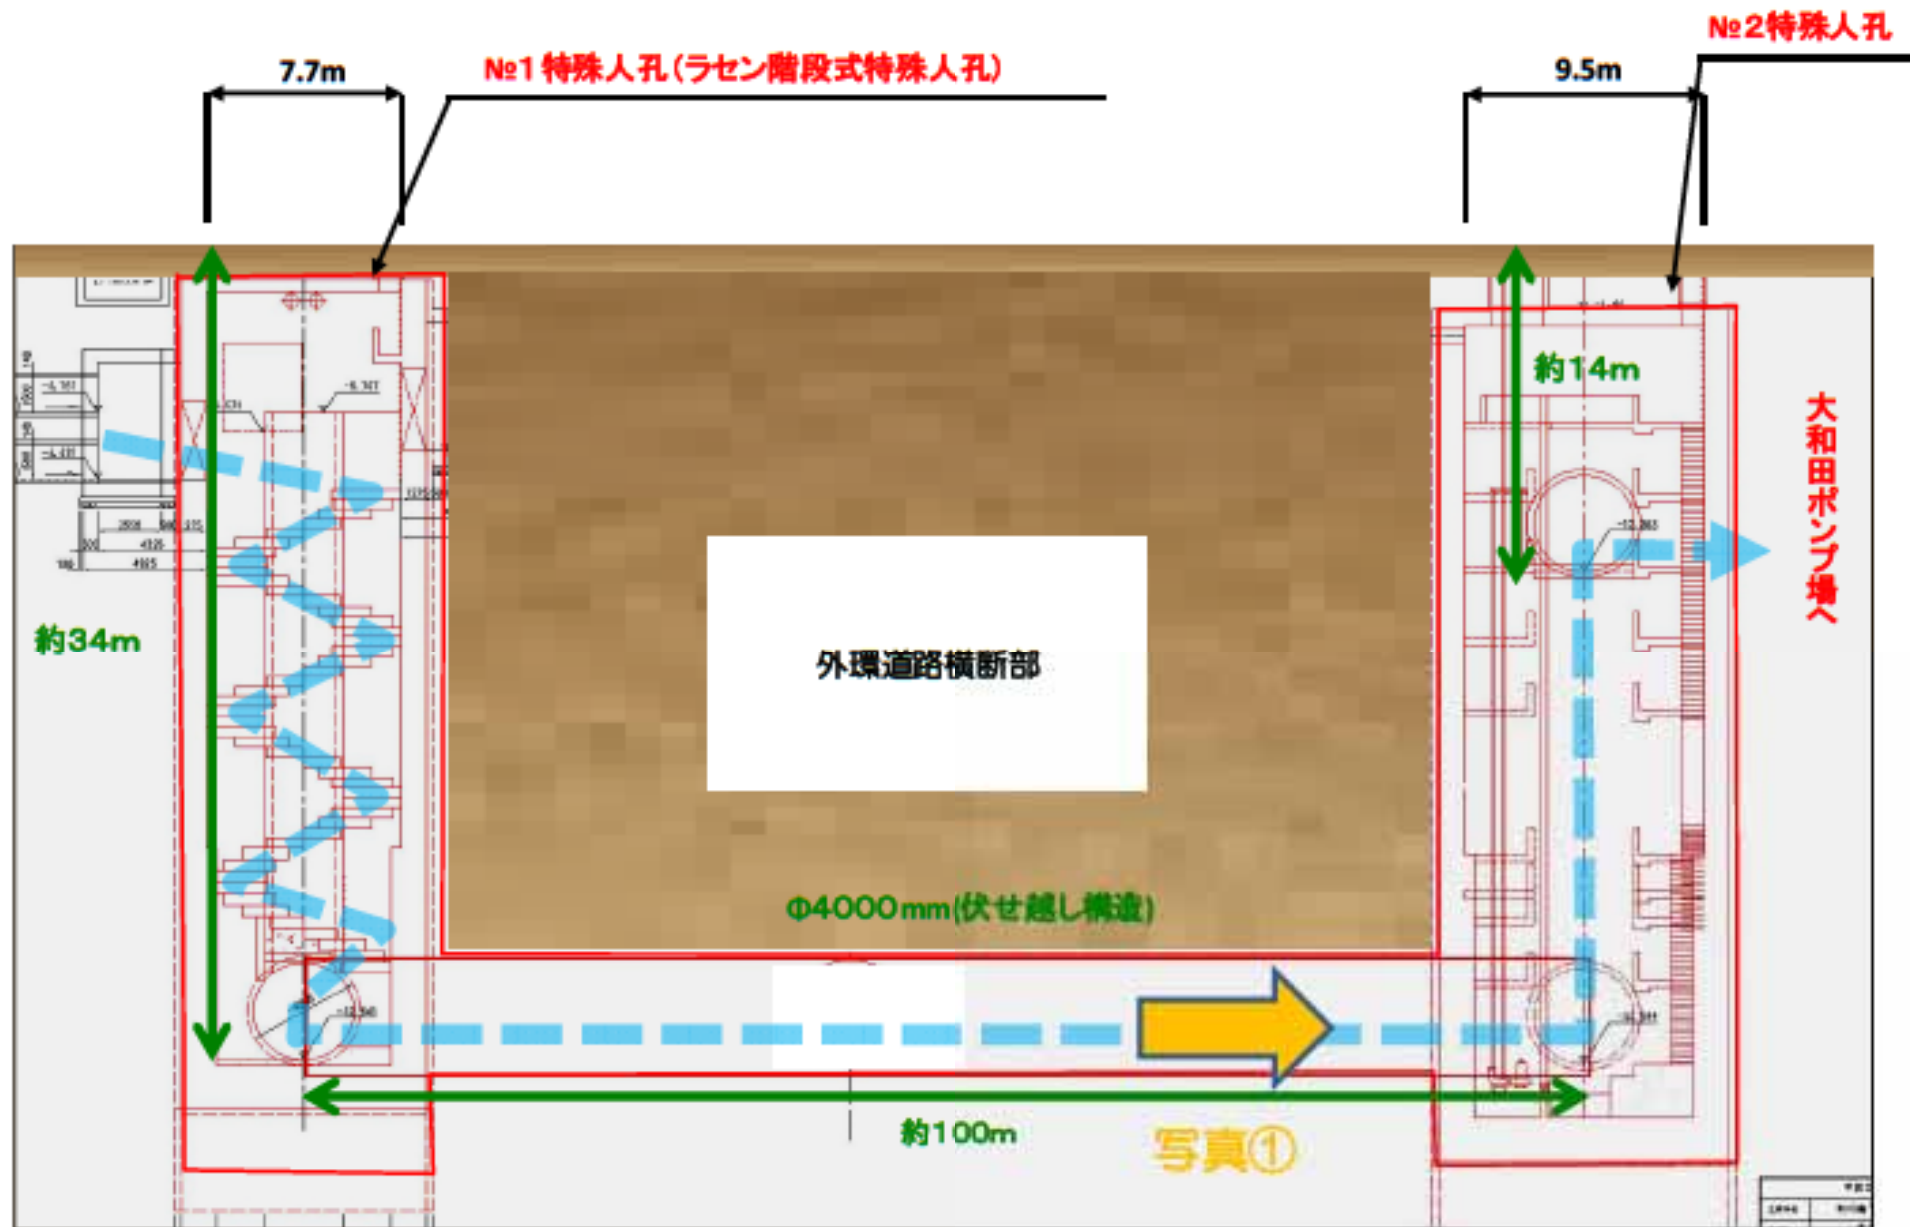 №2特殊人孔
7.7m
№1特殊人孔(ラセン階段式特殊人孔)
9.5m
約14m
大和田ポンプ場へ
約34m
外環道路横断部
Φ4000mm(伏せ越し構造)
約100m
写真①